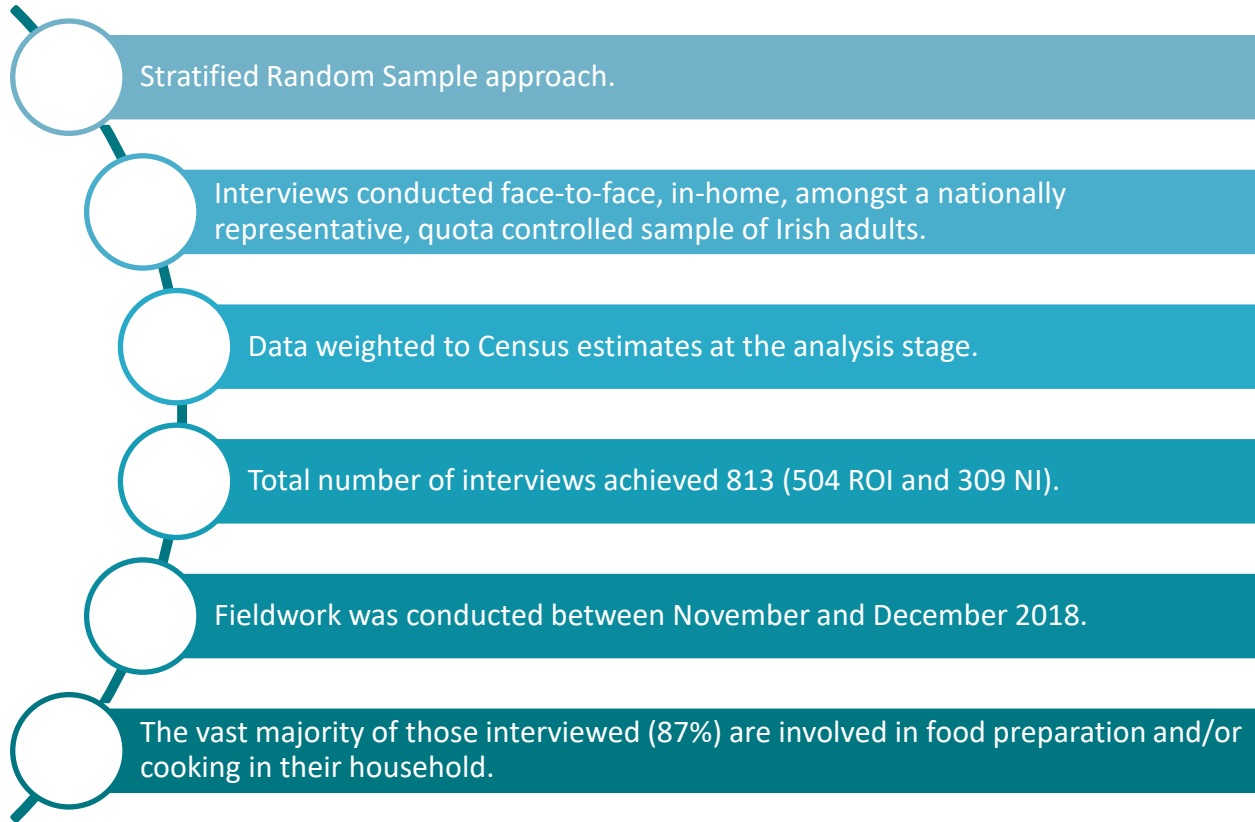 Stratified Random Sample approach.
Interviews conducted face-to-face, in-home, amongst a nationally
representative, quota controlled sample of Irish adults.
Data weighted to Census estimates at the analysis stage.
Total number of interviews achieved 813 (504 ROI and 309 NI).
Fieldwork was conducted between November and December 2018.
The vast majority of those interviewed (87%) are involved in food preparation and/or
cooking in their household.